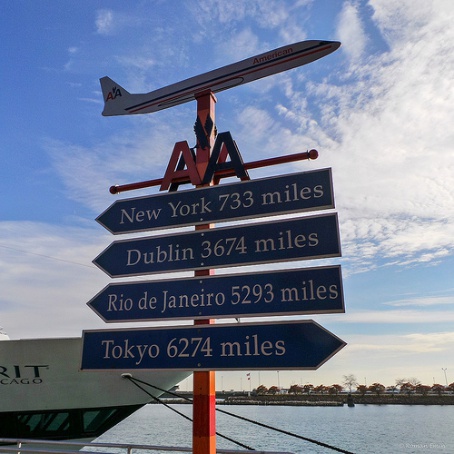 American
AA
AA
New York 733 miles
Dublin 3674 miles
Rio de Janeiro 5293 miles
Tokyo 6274 miles
RIT